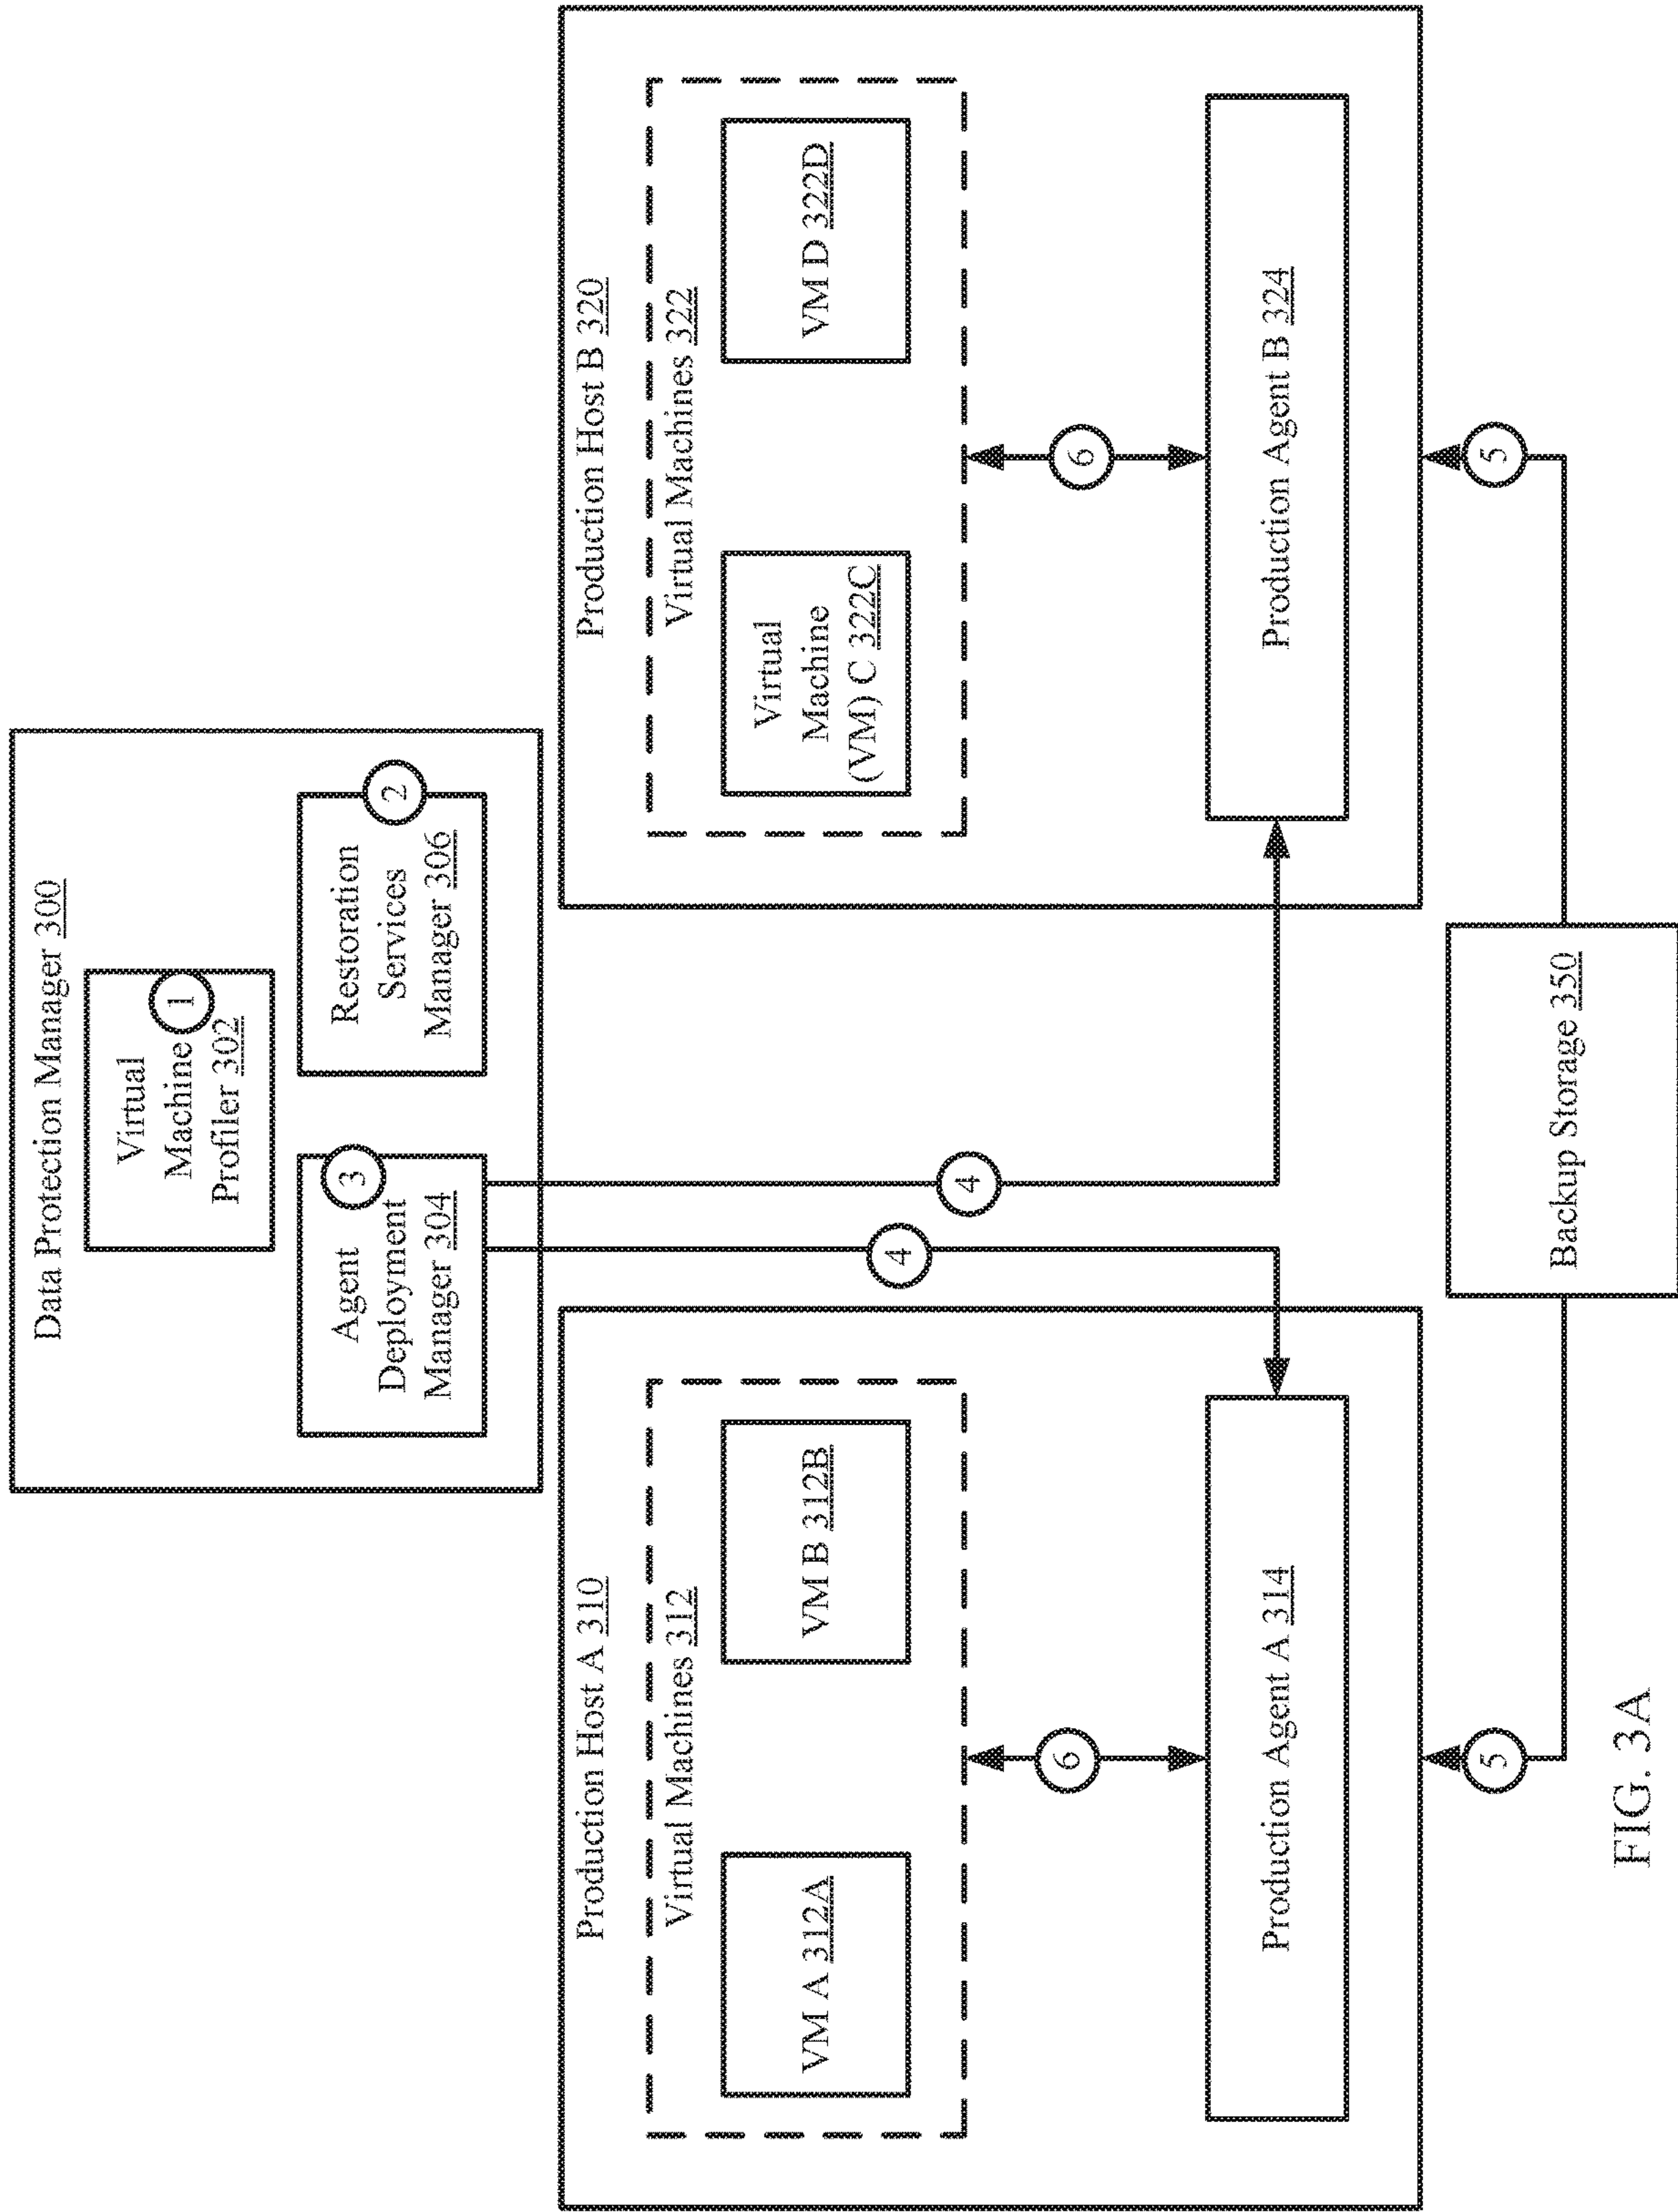 Data Protection Manager 300
Virtual
Machine
Profiler 302
1
Agent
Deployment
Manager 304
3
Restoration
Services
Manager 306
2
4
4
Production Host A 310
Virtual Machines 312
VM A 312A
VM B 312B
6
Production Agent A 314
5
Production Host B 320
Virtual Machines 322
Virtual
Machine
(VM) C 322C
VM D 322D
6
Production Agent B 324
5
Backup Storage 350
FIG. 3A